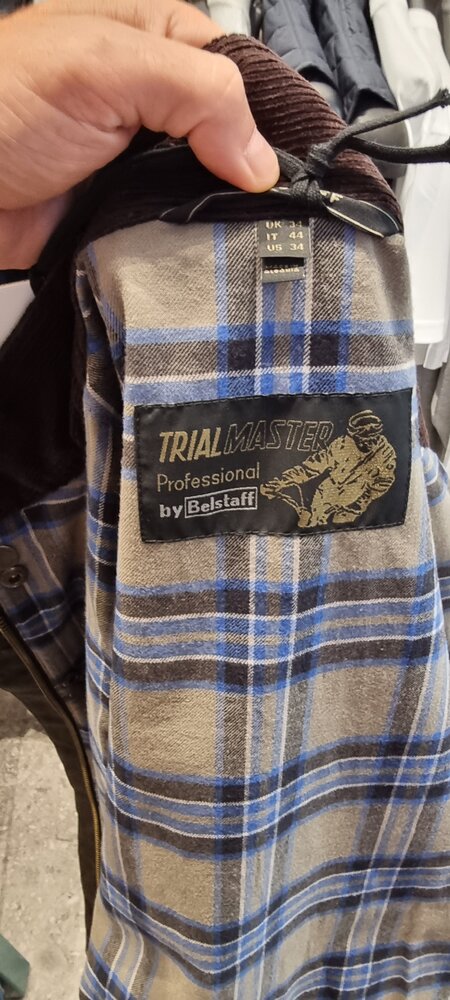 UK 34
IT 44
US 34
TRIALMASTER
Professional
by Belstaff